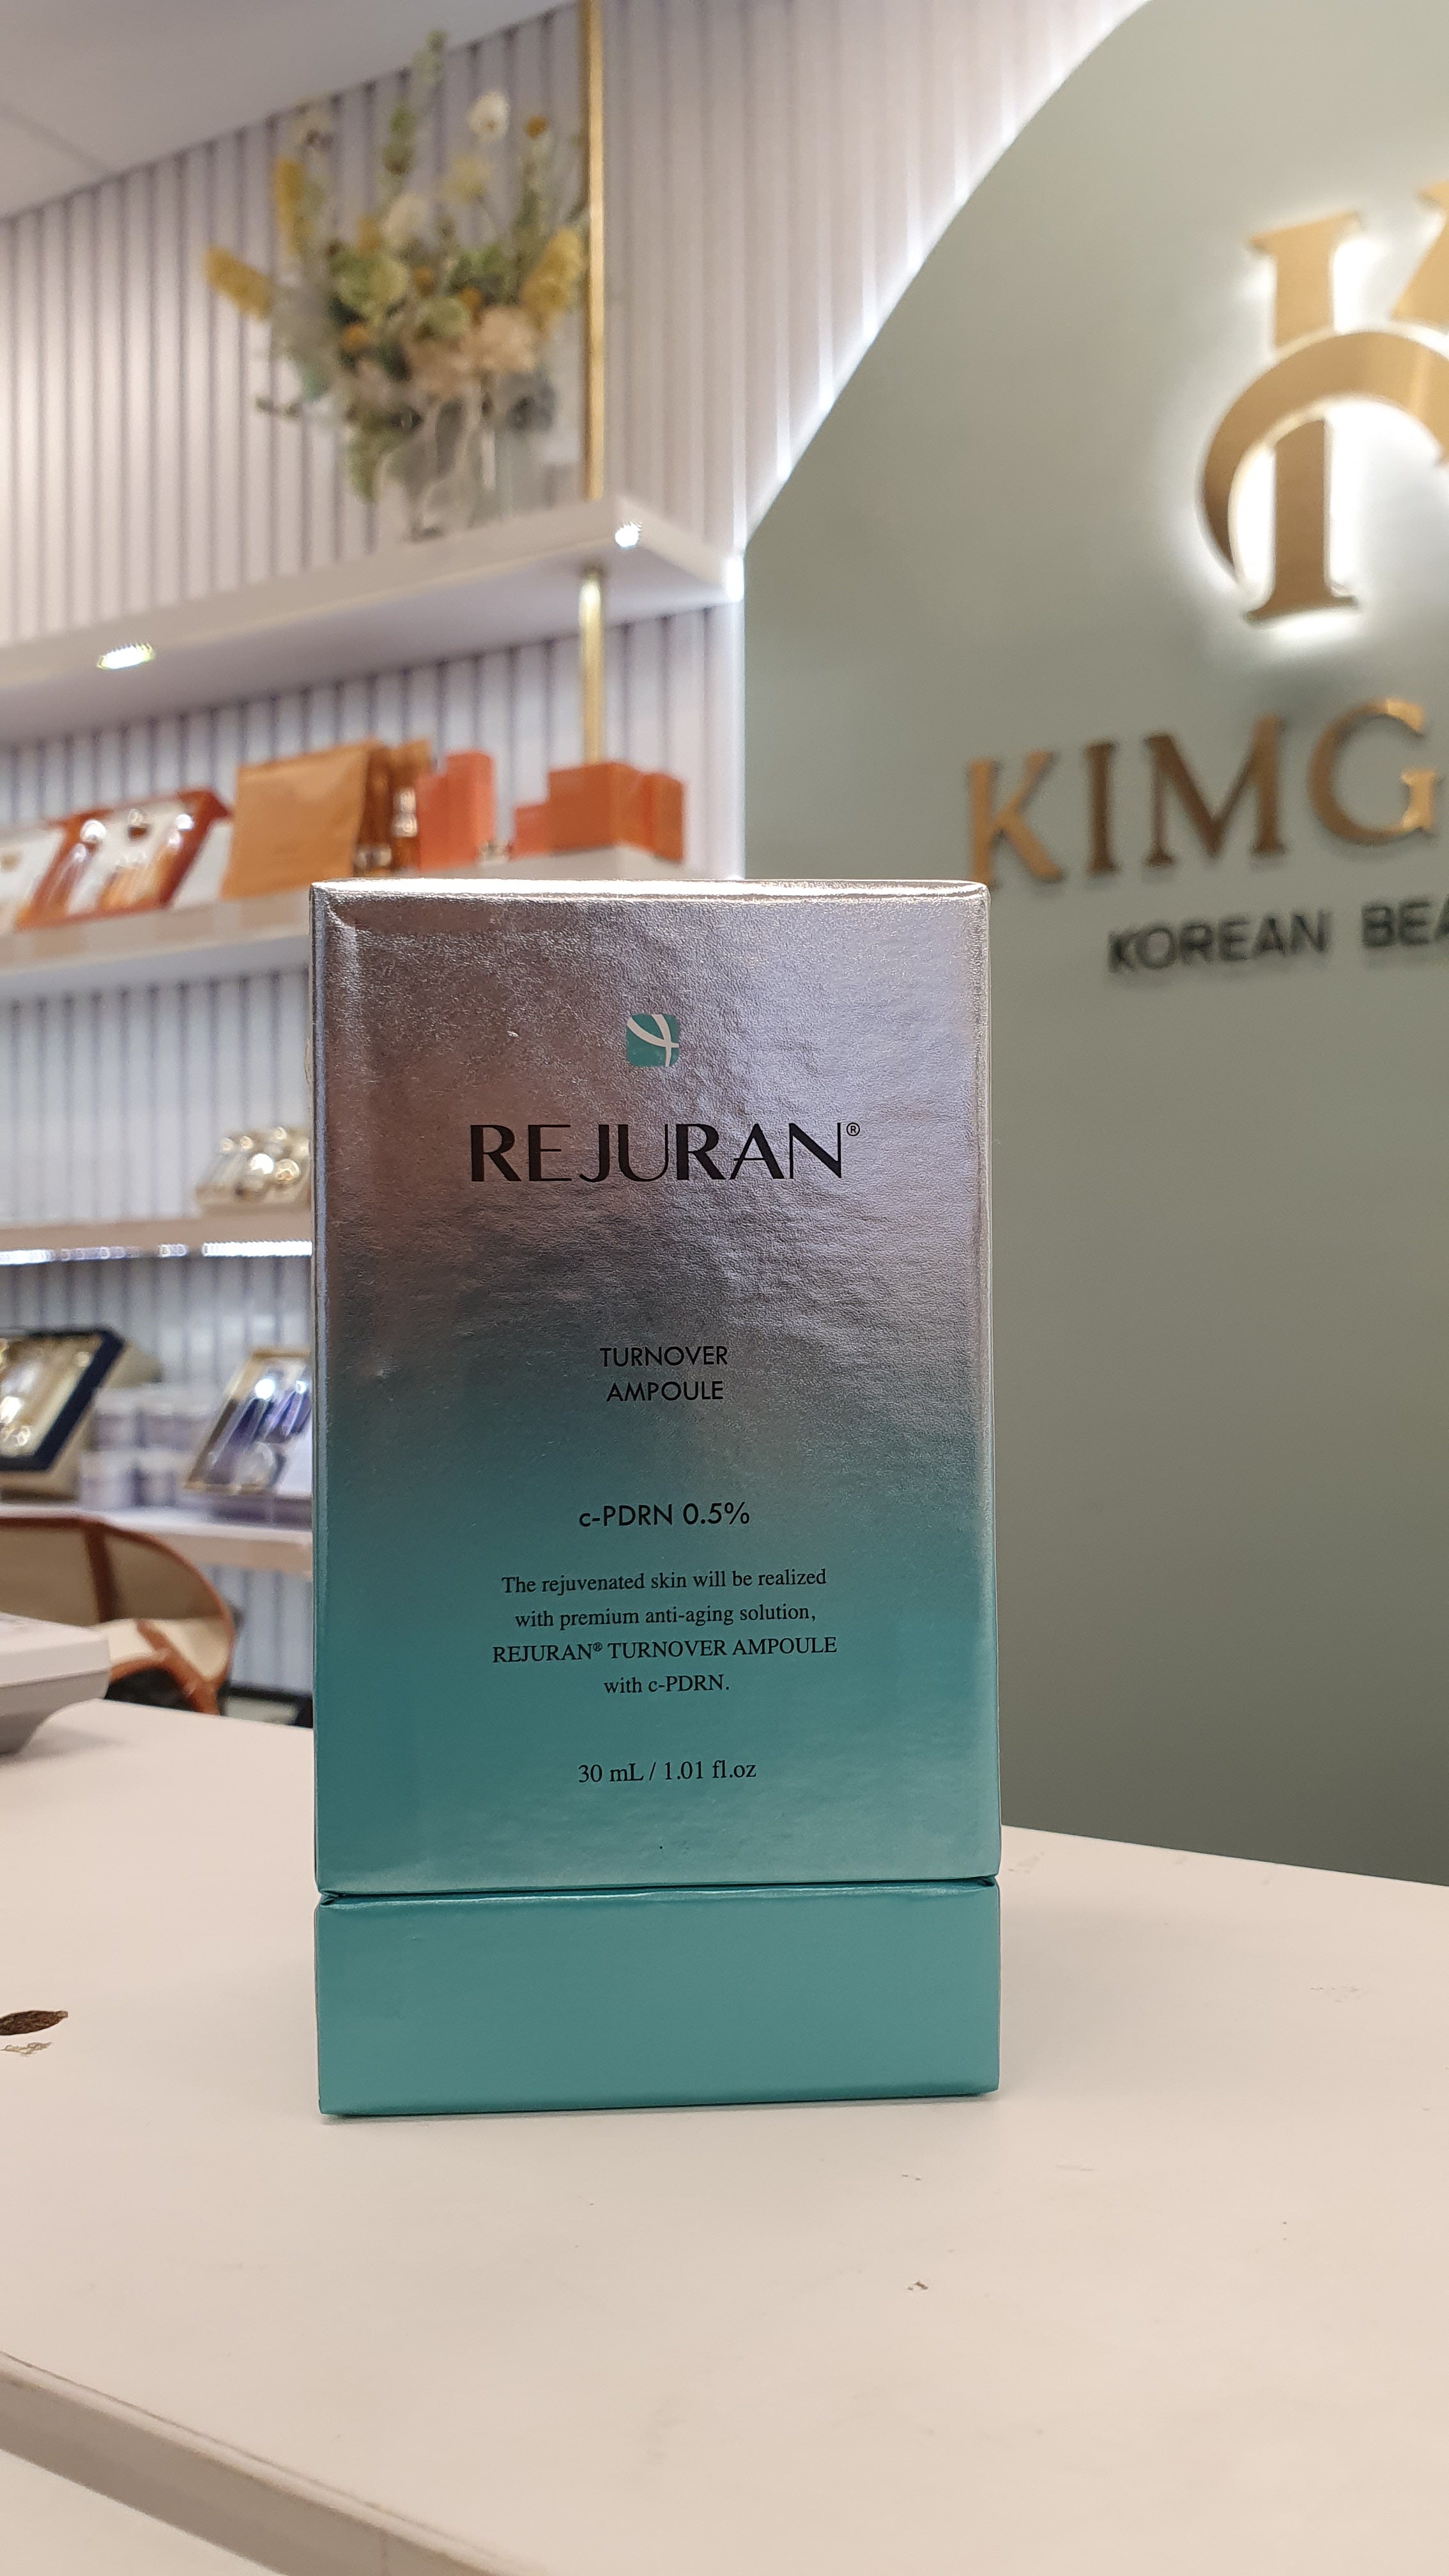 KIMG
KOREAN BEA
REJURAN®
TURNOVER
AMPOULE
c-PDRN 0.5%
The rejuvenated skin will be realized
with premium anti-aging solution,
REJURAN® TURNOVER AMPOULE
with c-PDRN.
30 mL / 1.01 fl.oz